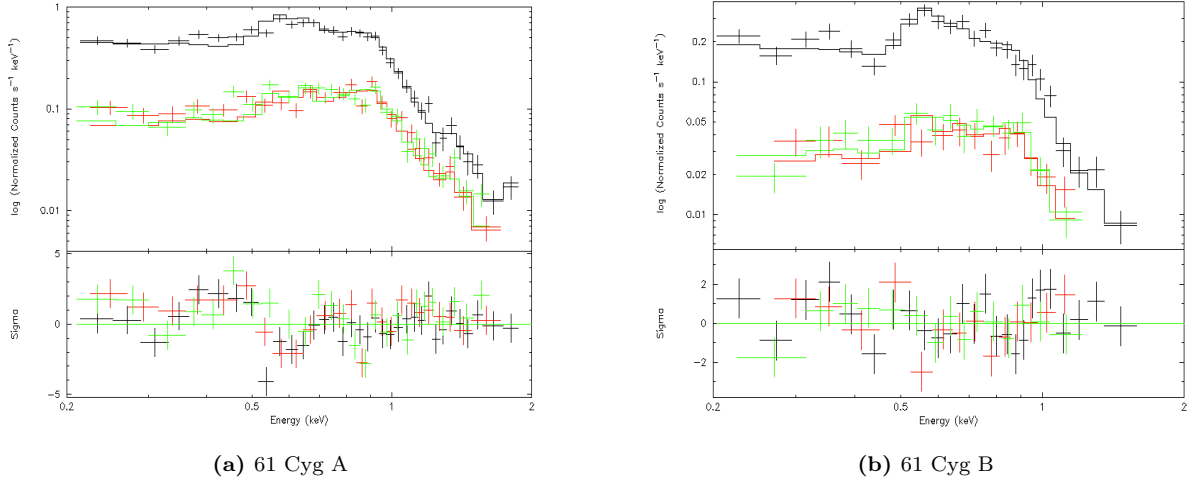 log (Normalized Counts s⁻¹ keV⁻¹)
1
0.1
0.01
Sigma
5
0
−5
0.2
0.5
1
2
Energy (keV)
(a) 61 Cyg A
log (Normalized Counts s⁻¹ keV⁻¹)
0.2
0.1
0.05
0.02
0.01
Sigma
2
0
−2
0.2
0.5
1
2
Energy (keV)
(b) 61 Cyg B